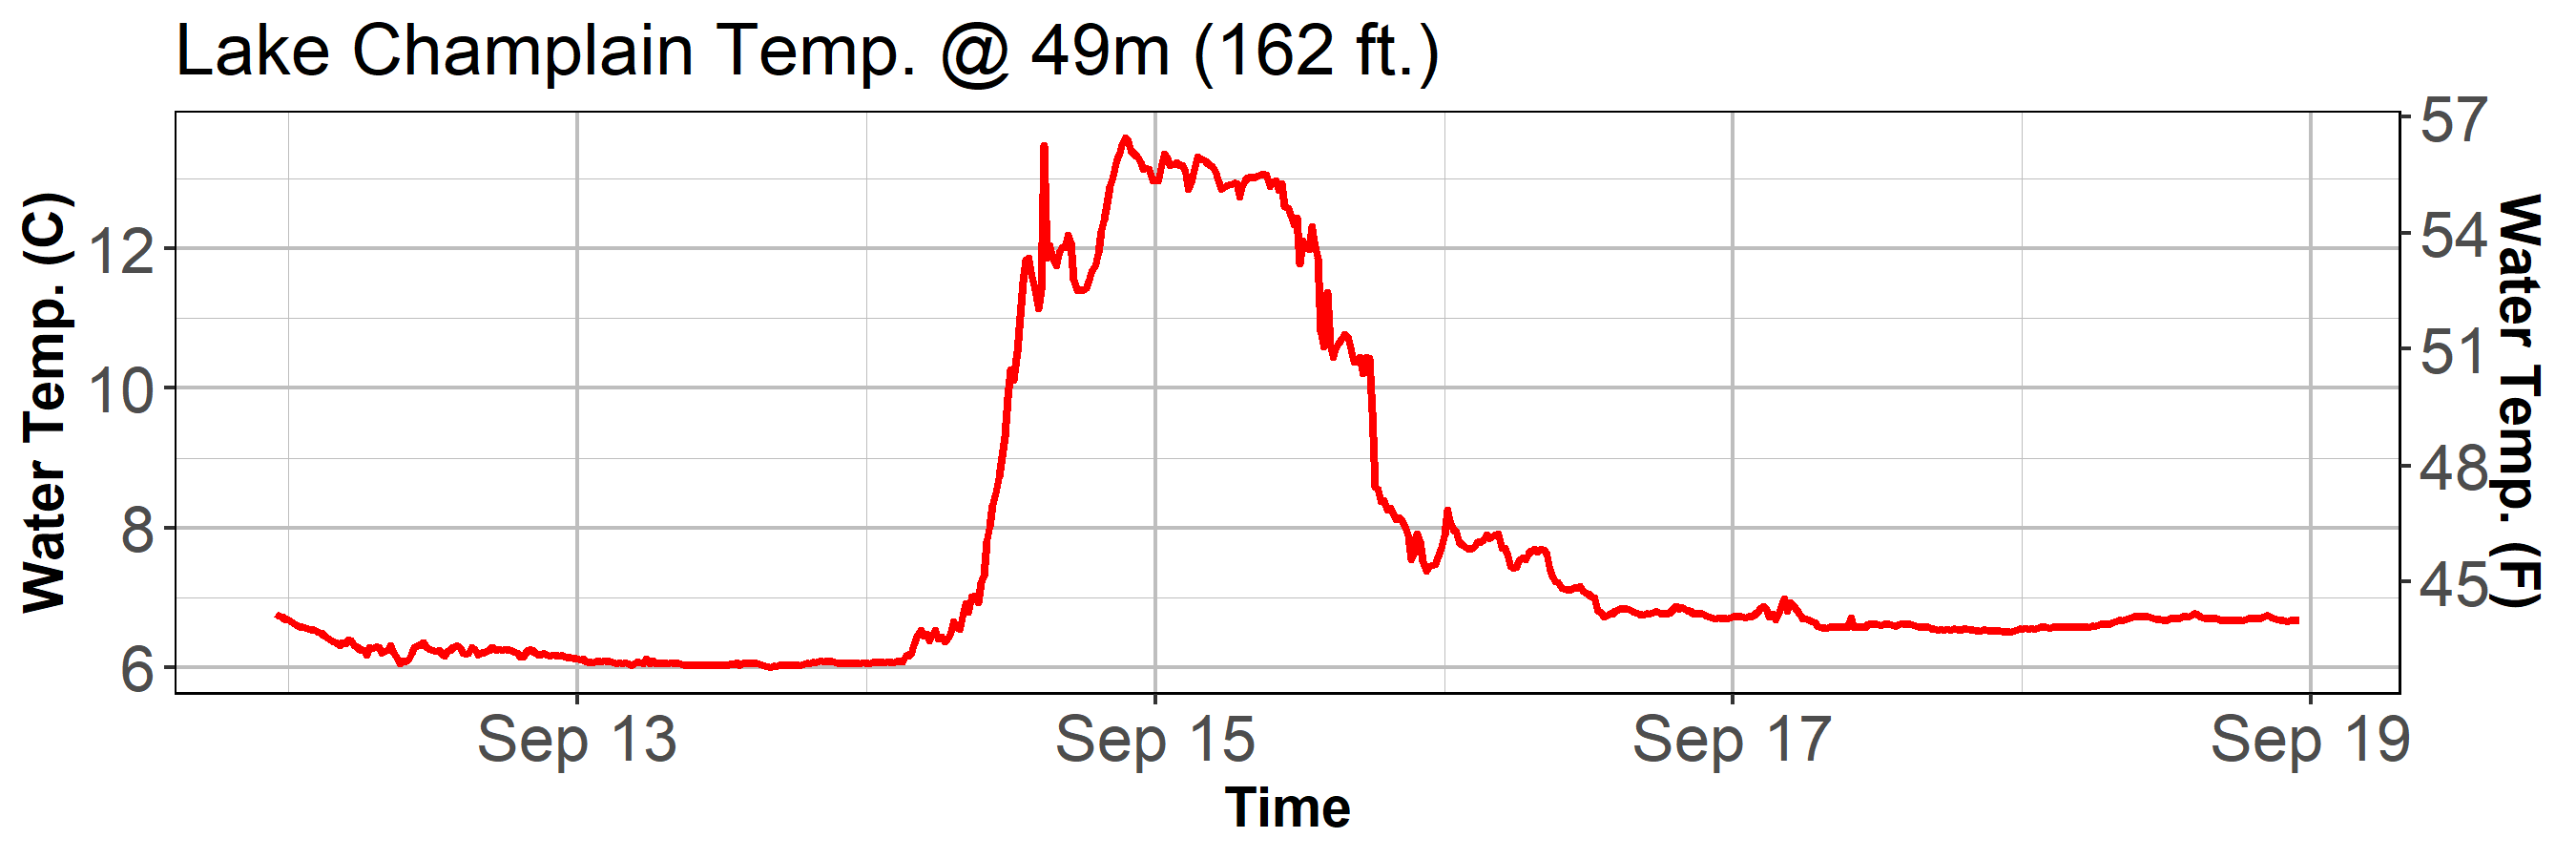 Lake Champlain Temp. @ 49m (162 ft.)
Water Temp. (C)
12
10
8
6
57
54
51
48
45
Water Temp. (F)
Sep 13 Sep 15 Sep 17 Sep 19
Time